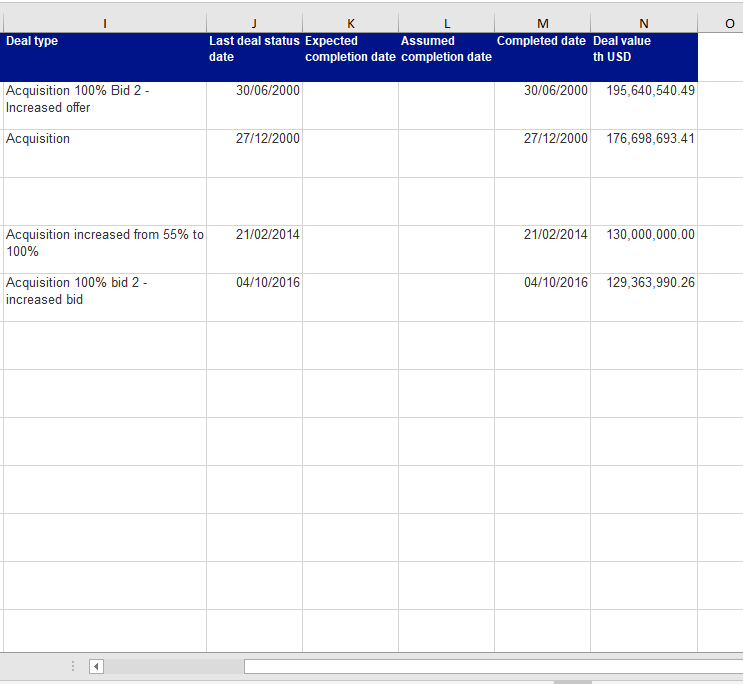 I J K L M N O
Deal type Last deal status Expected Assumed Completed date Deal value
date completion date completion date th USD
Acquisition 100% Bid 2 - 30/06/2000 30/06/2000 195,640,540.49
Increased offer
Acquisition 27/12/2000 27/12/2000 176,698,693.41
Acquisition increased from 55% to 21/02/2014 21/02/2014 130,000,000.00
100%
Acquisition 100% bid 2 - 04/10/2016 04/10/2016 129,363,990.26
increased bid